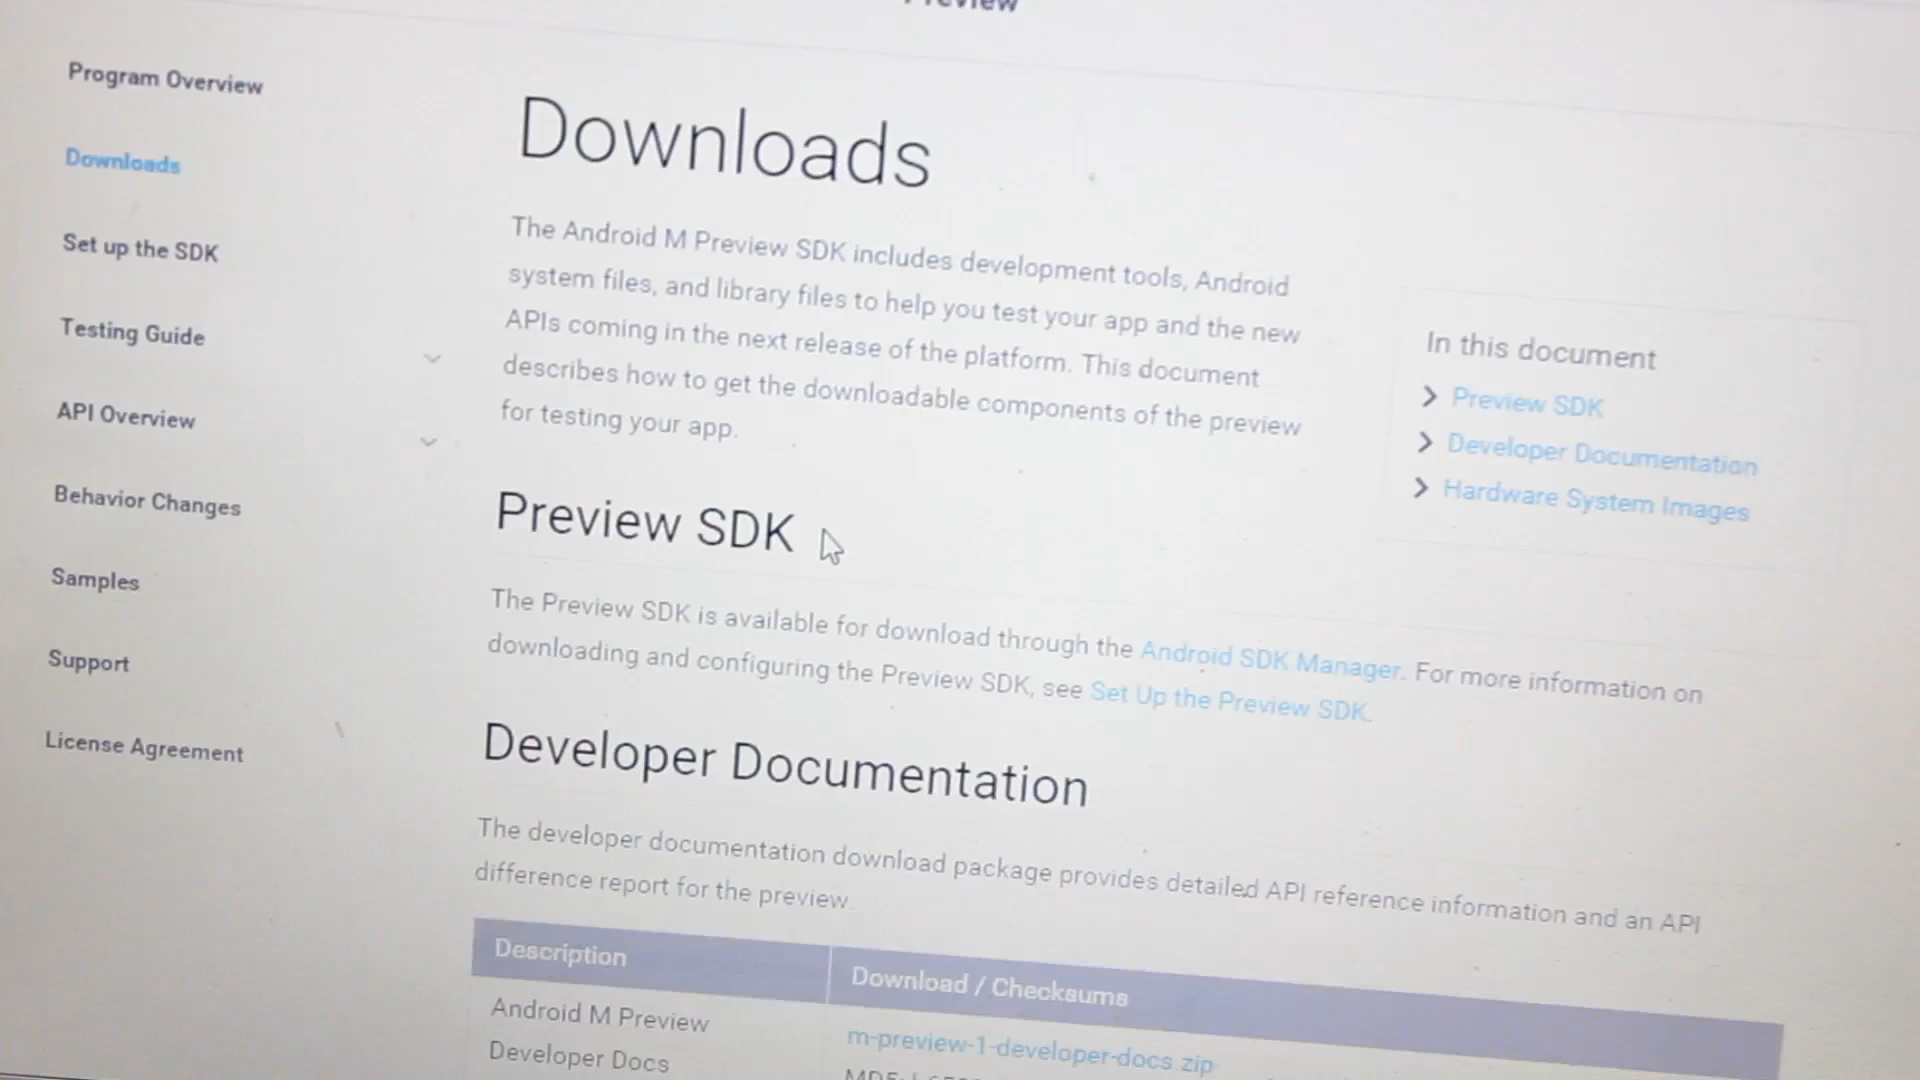 Preview
Program Overview
Downloads
Set up the SDK
Testing Guide
API Overview
Behavior Changes
Samples
Support
License Agreement
Downloads
The Android M Preview SDK includes development tools, Android
system files, and library files to help you test your app and the new
APIs coming in the next release of the platform. This document
describes how to get the downloadable components of the preview
for testing your app.
In this document
Preview SDK
Developer Documentation
Hardware System Images
Preview SDK
The Preview SDK is available for download through the Android SDK Manager. For more information on
downloading and configuring the Preview SDK, see Set Up the Preview SDK.
Developer Documentation
The developer documentation download package provides detailed API reference information and an API
difference report for the preview.
Description
Download / Checksums
Android M Preview
Developer Docs
m-preview-1-developer-docs.zip